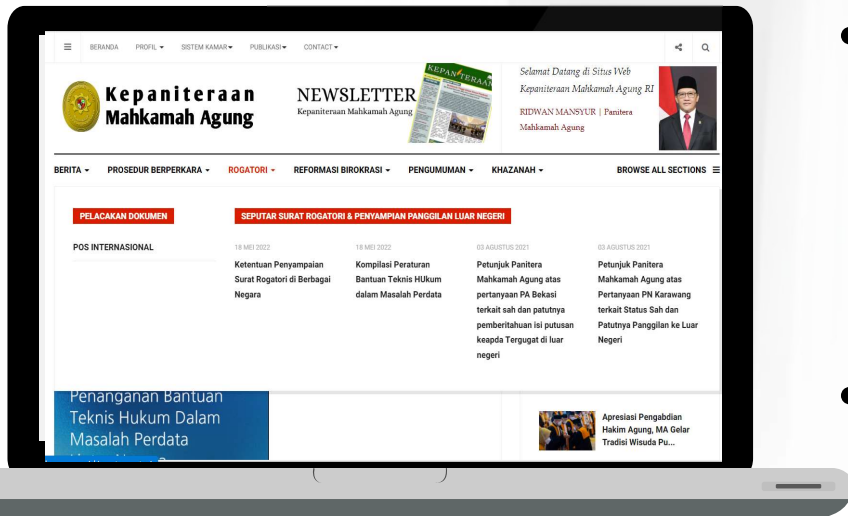 BERANDA PROFIL SISTEM KAMAR PUBLIKASI CONTACT
Kepaniteraan
Mahkamah Agung
NEWSLETTER
Kepaniteraan Mahkamah Agung
KEPANITERAAN
Selamat Datang di Situs Web
Kepaniteraan Mahkamah Agung RI
RIDWAN MANSYUR | Panitera
Mahkamah Agung
BERITA PROSEDUR BERPERKARA ROGATORI REFORMASI BIROKRASI PENGUMUMAN KHAZANAH BROWSE ALL SECTIONS
PELACAKAN DOKUMEN
POS INTERNASIONAL
SEPUTAR SURAT ROGATORI & PENYAMPIAN PANGGILAN LUAR NEGERI
18 MEI 2022
Ketentuan Penyampaian
Surat Rogatori di Berbagai
Negara
18 MEI 2022
Kompilasi Peraturan
Bantuan Teknis HUkum
dalam Masalah Perdata
03 AGUSTUS 2021
Petunjuk Panitera
Mahkamah Agung atas
pertanyaan PA Bekasi
terkait sah dan patutnya
pemberitahuan isi putusan
keapda Tergugat di luar
negeri
03 AGUSTUS 2021
Petunjuk Panitera
Mahkamah Agung atas
Pertanyaan PN Karawang
terkait Status Sah dan
Patutnya Panggilan ke Luar
Negeri
Penanganan Bantuan
Teknis Hukum Dalam
Masalah Perdata
Apresiasi Pengabdian
Hakim Agung, MA Gelar
Tradisi Wisuda Pu...